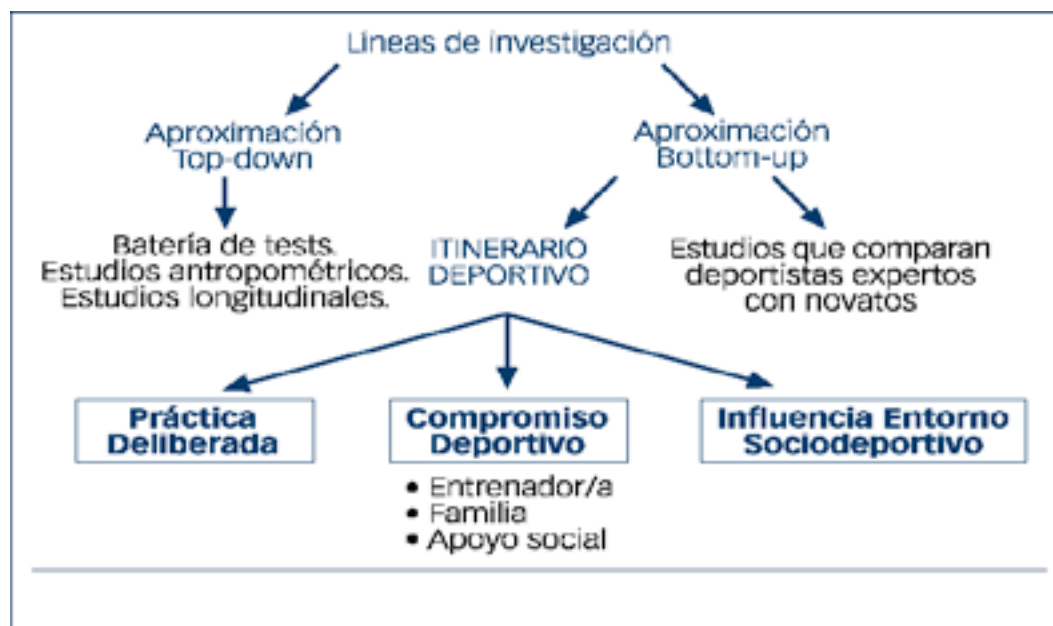 Lineas de investigación
Aproximación
Top-down
Aproximación
Bottom-up
Batería de tests.
Estudios antropométricos.
Estudios longitudinales.
ITINERARIO
DEPORTIVO
Estudios que comparan
deportistas expertos
con novatos
Práctica
Deliberada
Compromiso
Deportivo
• Entrenador/a
• Familia
• Apoyo social
Influencia Entorno
Sociodeportivo